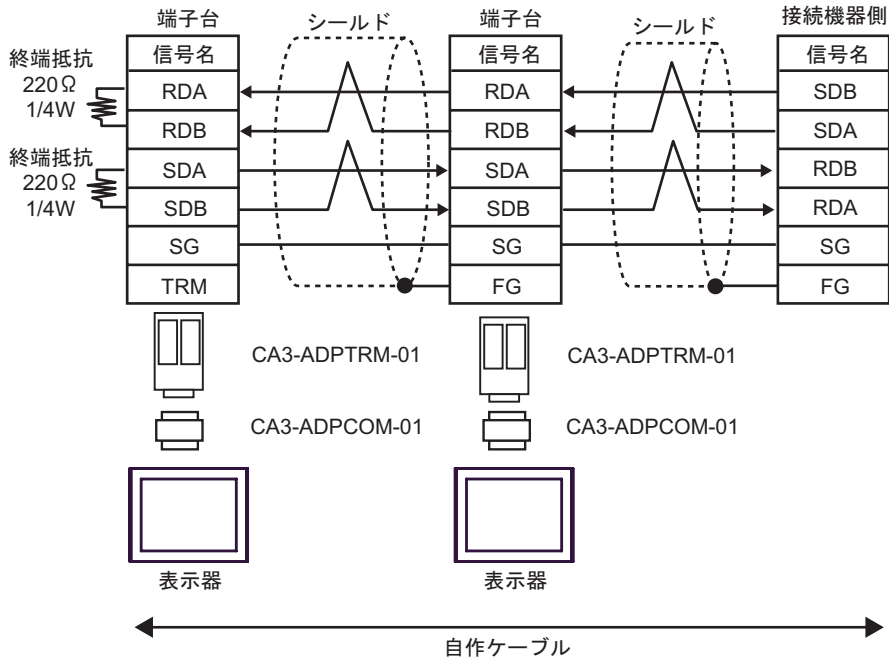 端子台
シールド
端子台
シールド
接続機器側
終端抵抗
220Ω
1/4W
終端抵抗
220Ω
1/4W
信号名
RDA
RDB
SDA
SDB
SG
TRM
信号名
RDA
RDB
SDA
SDB
SG
FG
信号名
SDB
SDA
RDB
RDA
SG
FG
CA3-ADPTRM-01
CA3-ADPTRM-01
CA3-ADPCOM-01
CA3-ADPCOM-01
表示器
表示器
自作ケーブル